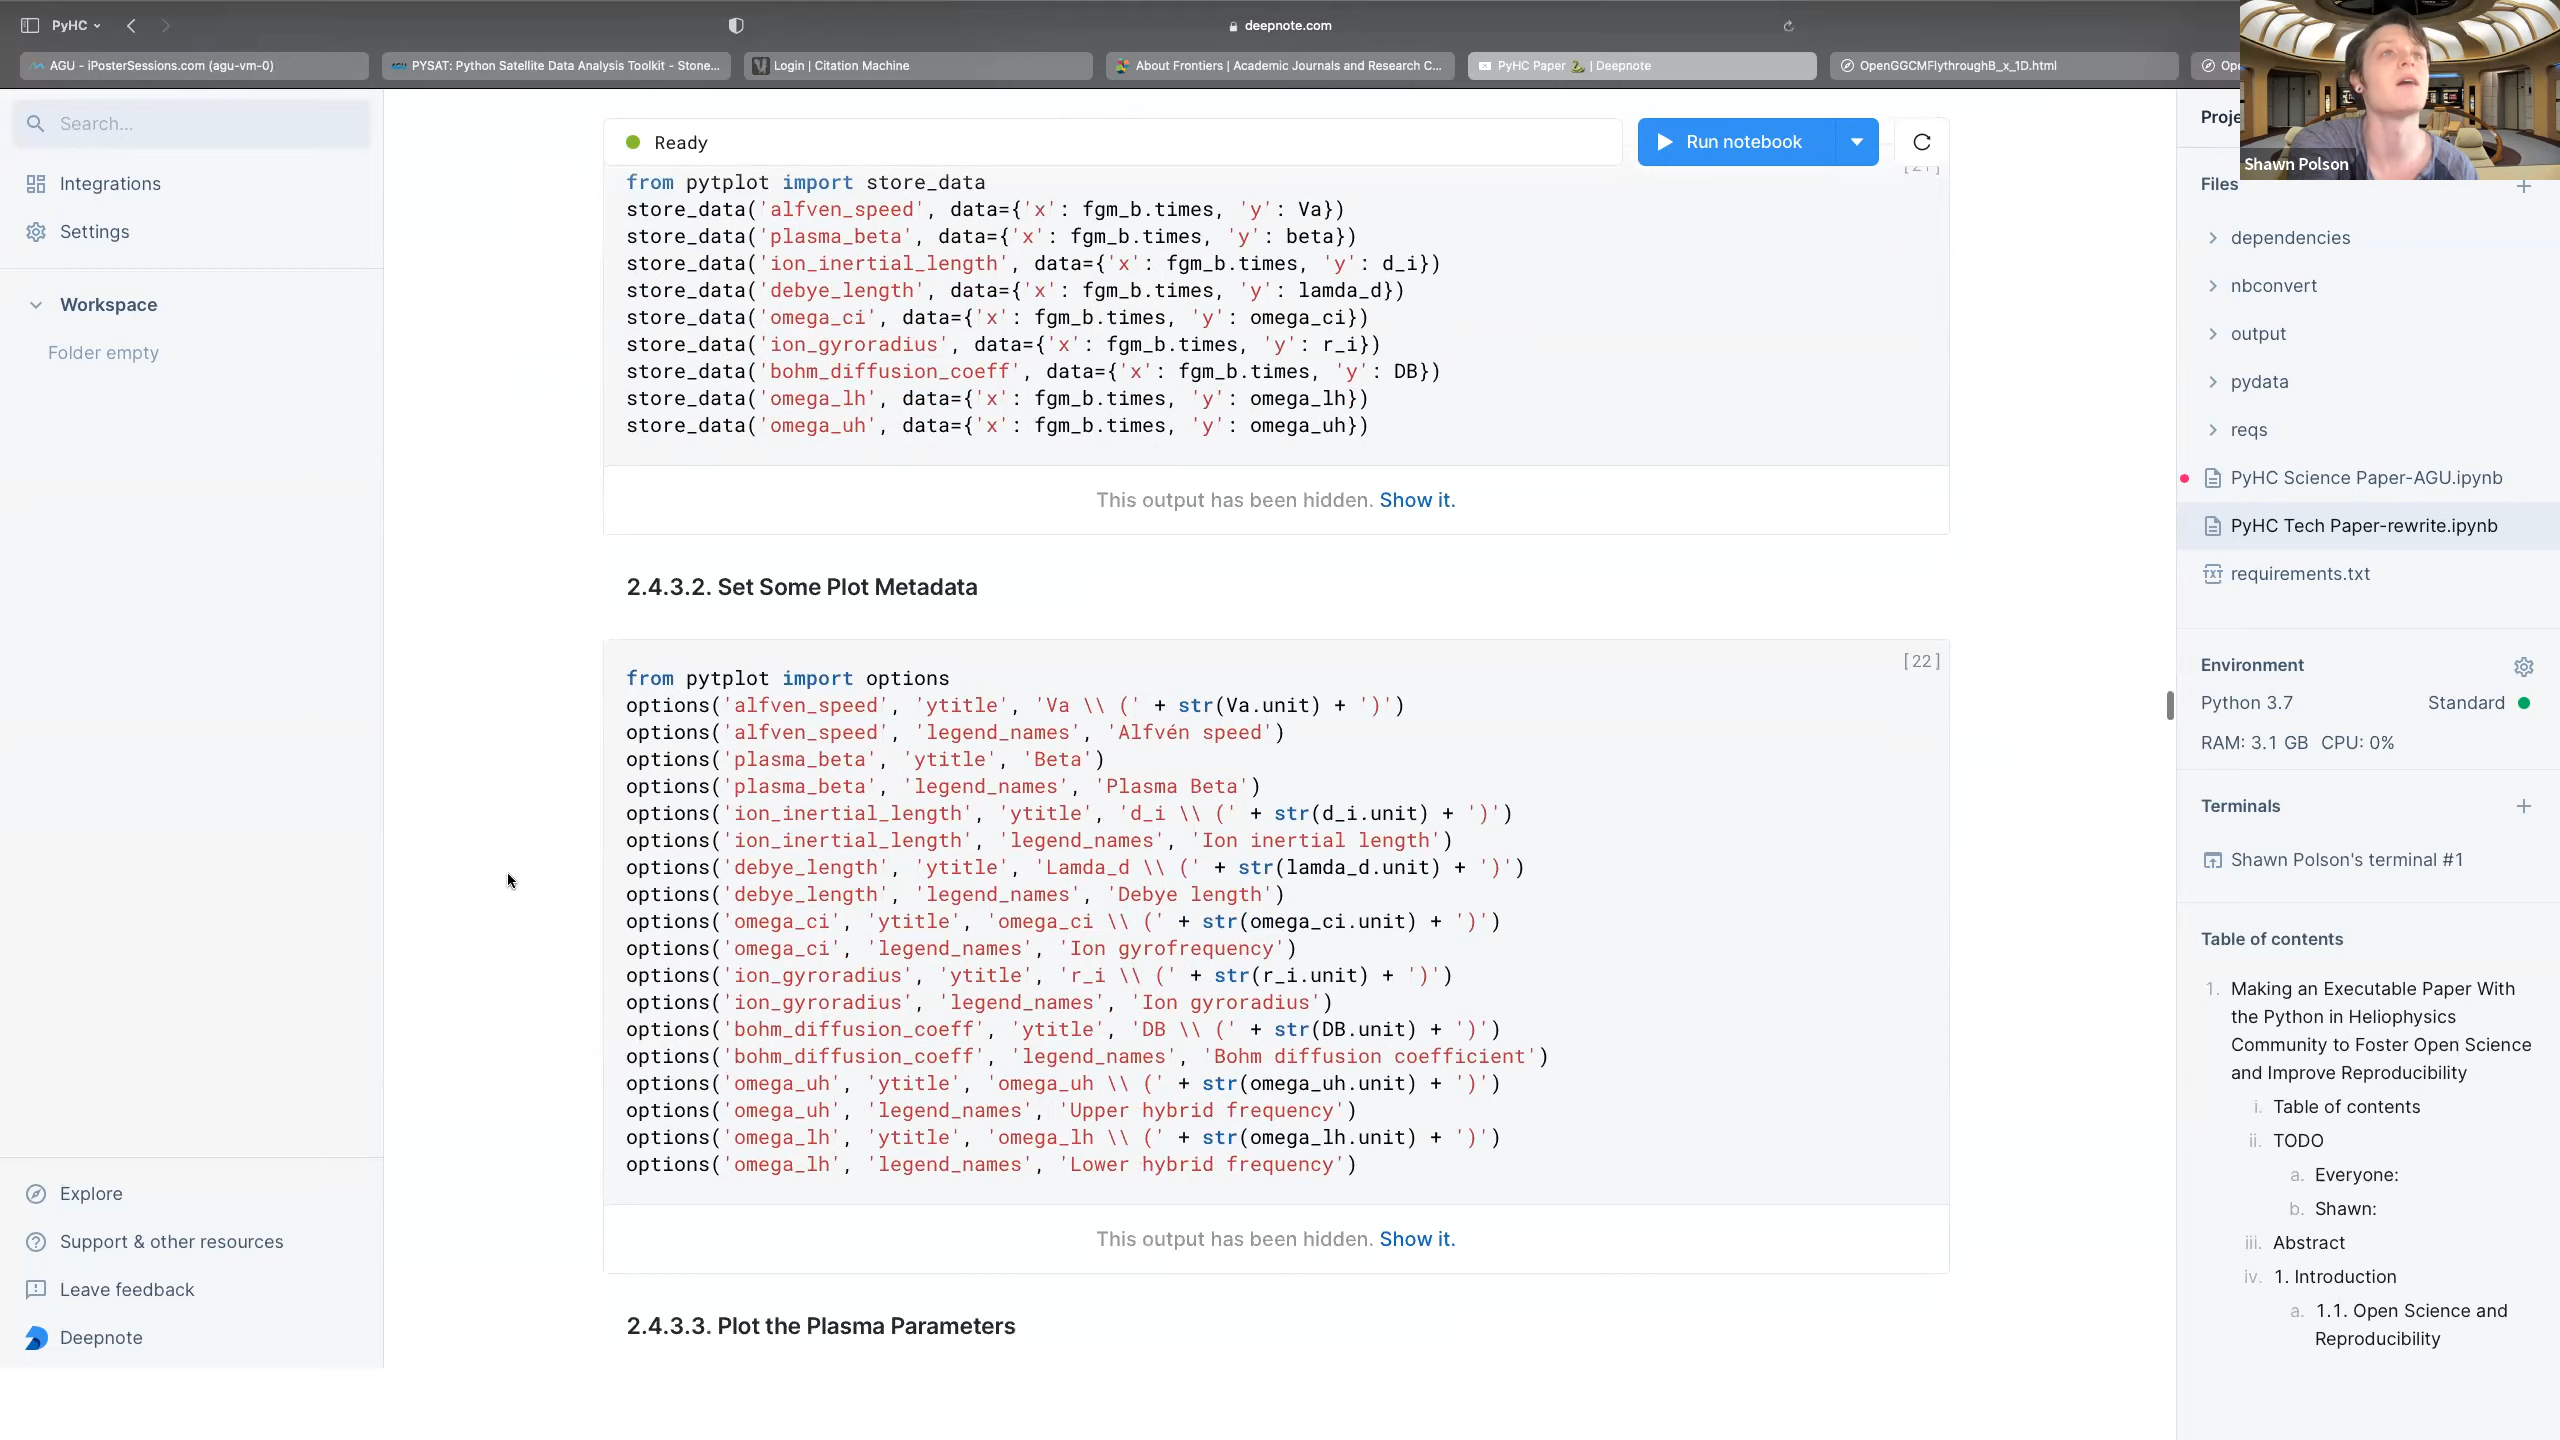 PyHC
deepnote.com
AGU - iPosterSessions.com (agu-vm-0)
PYSAT: Python Satellite Data Analysis Toolkit - Stone...
Login | Citation Machine
About Frontiers | Academic Journals and Research C...
PyHC Paper 🐍 | Deepnote
OpenGGCMFlythroughB_x_1D.html
Ope
Search...
Integrations
Settings
Workspace
Folder empty
Explore
Support & other resources
Leave feedback
Deepnote
Ready
Run notebook
from pytplot import store_data
store_data('alfven_speed', data={'x': fgm_b.times, 'y': Va})
store_data('plasma_beta', data={'x': fgm_b.times, 'y': beta})
store_data('ion_inertial_length', data={'x': fgm_b.times, 'y': d_i})
store_data('debye_length', data={'x': fgm_b.times, 'y': lamda_d})
store_data('omega_ci', data={'x': fgm_b.times, 'y': omega_ci})
store_data('ion_gyroradius', data={'x': fgm_b.times, 'y': r_i})
store_data('bohm_diffusion_coeff', data={'x': fgm_b.times, 'y': DB})
store_data('omega_lh', data={'x': fgm_b.times, 'y': omega_lh})
store_data('omega_uh', data={'x': fgm_b.times, 'y': omega_uh})
This output has been hidden. Show it.
2.4.3.2. Set Some Plot Metadata
[22]
from pytplot import options
options('alfven_speed', 'ytitle', 'Va \\ (' + str(Va.unit) + ')')
options('alfven_speed', 'legend_names', 'Alfvén speed')
options('plasma_beta', 'ytitle', 'Beta')
options('plasma_beta', 'legend_names', 'Plasma Beta')
options('ion_inertial_length', 'ytitle', 'd_i \\ (' + str(d_i.unit) + ')')
options('ion_inertial_length', 'legend_names', 'Ion inertial length')
options('debye_length', 'ytitle', 'Lamda_d \\ (' + str(lamda_d.unit) + ')')
options('debye_length', 'legend_names', 'Debye length')
options('omega_ci', 'ytitle', 'omega_ci \\ (' + str(omega_ci.unit) + ')')
options('omega_ci', 'legend_names', 'Ion gyrofrequency')
options('ion_gyroradius', 'ytitle', 'r_i \\ (' + str(r_i.unit) + ')')
options('ion_gyroradius', 'legend_names', 'Ion gyroradius')
options('bohm_diffusion_coeff', 'ytitle', 'DB \\ (' + str(DB.unit) + ')')
options('bohm_diffusion_coeff', 'legend_names', 'Bohm diffusion coefficient')
options('omega_uh', 'ytitle', 'omega_uh \\ (' + str(omega_uh.unit) + ')')
options('omega_uh', 'legend_names', 'Upper hybrid frequency')
options('omega_lh', 'ytitle', 'omega_lh \\ (' + str(omega_lh.unit) + ')')
options('omega_lh', 'legend_names', 'Lower hybrid frequency')
This output has been hidden. Show it.
2.4.3.3. Plot the Plasma Parameters
Proje
Shawn Polson
Files
dependencies
nbconvert
output
pydata
reqs
PyHC Science Paper-AGU.ipynb
PyHC Tech Paper-rewrite.ipynb
TXT requirements.txt
Environment
Python 3.7 Standard
RAM: 3.1 GB CPU: 0%
Terminals
Shawn Polson's terminal #1
Table of contents
1. Making an Executable Paper With
the Python in Heliophysics
Community to Foster Open Science
and Improve Reproducibility
i. Table of contents
ii. TODO
a. Everyone:
b. Shawn:
iii. Abstract
iv. 1. Introduction
a. 1.1. Open Science and
Reproducibility